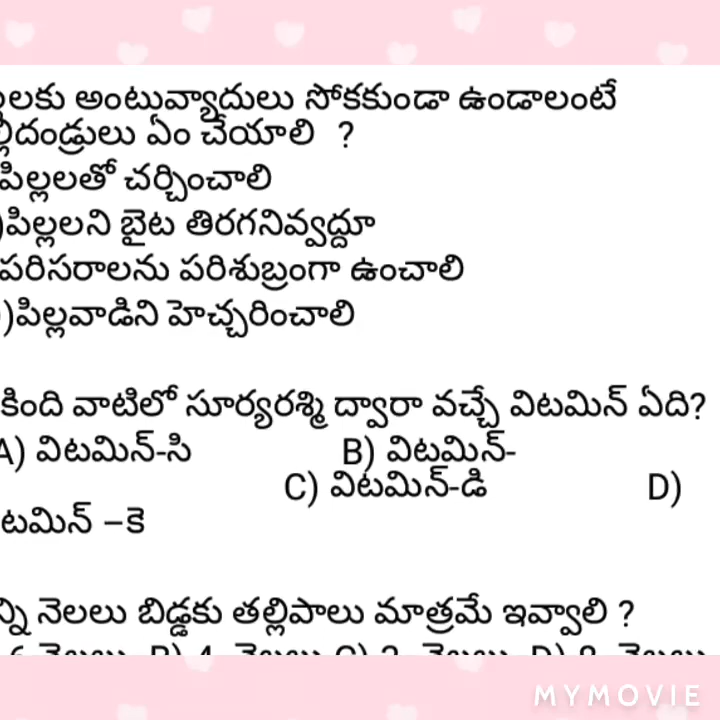 అంటువ్యాదులు సోకకుండా ఉండాలంటే
ఏం చేయాలి ?
పిల్లలతో చర్చించాలి
)పిల్లలని బైట తిరగనివ్వద్దూ
పరిసరాలను పరిశుబ్రంగా ఉంచాలి
)పిల్లవాడిని హెచ్చరించాలి
కింది వాటిలో సూర్యరశ్మి ద్వారా వచ్చే విటమిన్ ఏది?
A) విటమిన్-సి B) విటమిన్-
C) విటమిన్-డి D)
టమిన్ –కె
నెలలు బిడ్డకు తల్లిపాలు మాత్రమే ఇవ్వాలి ?
MYMOVIE